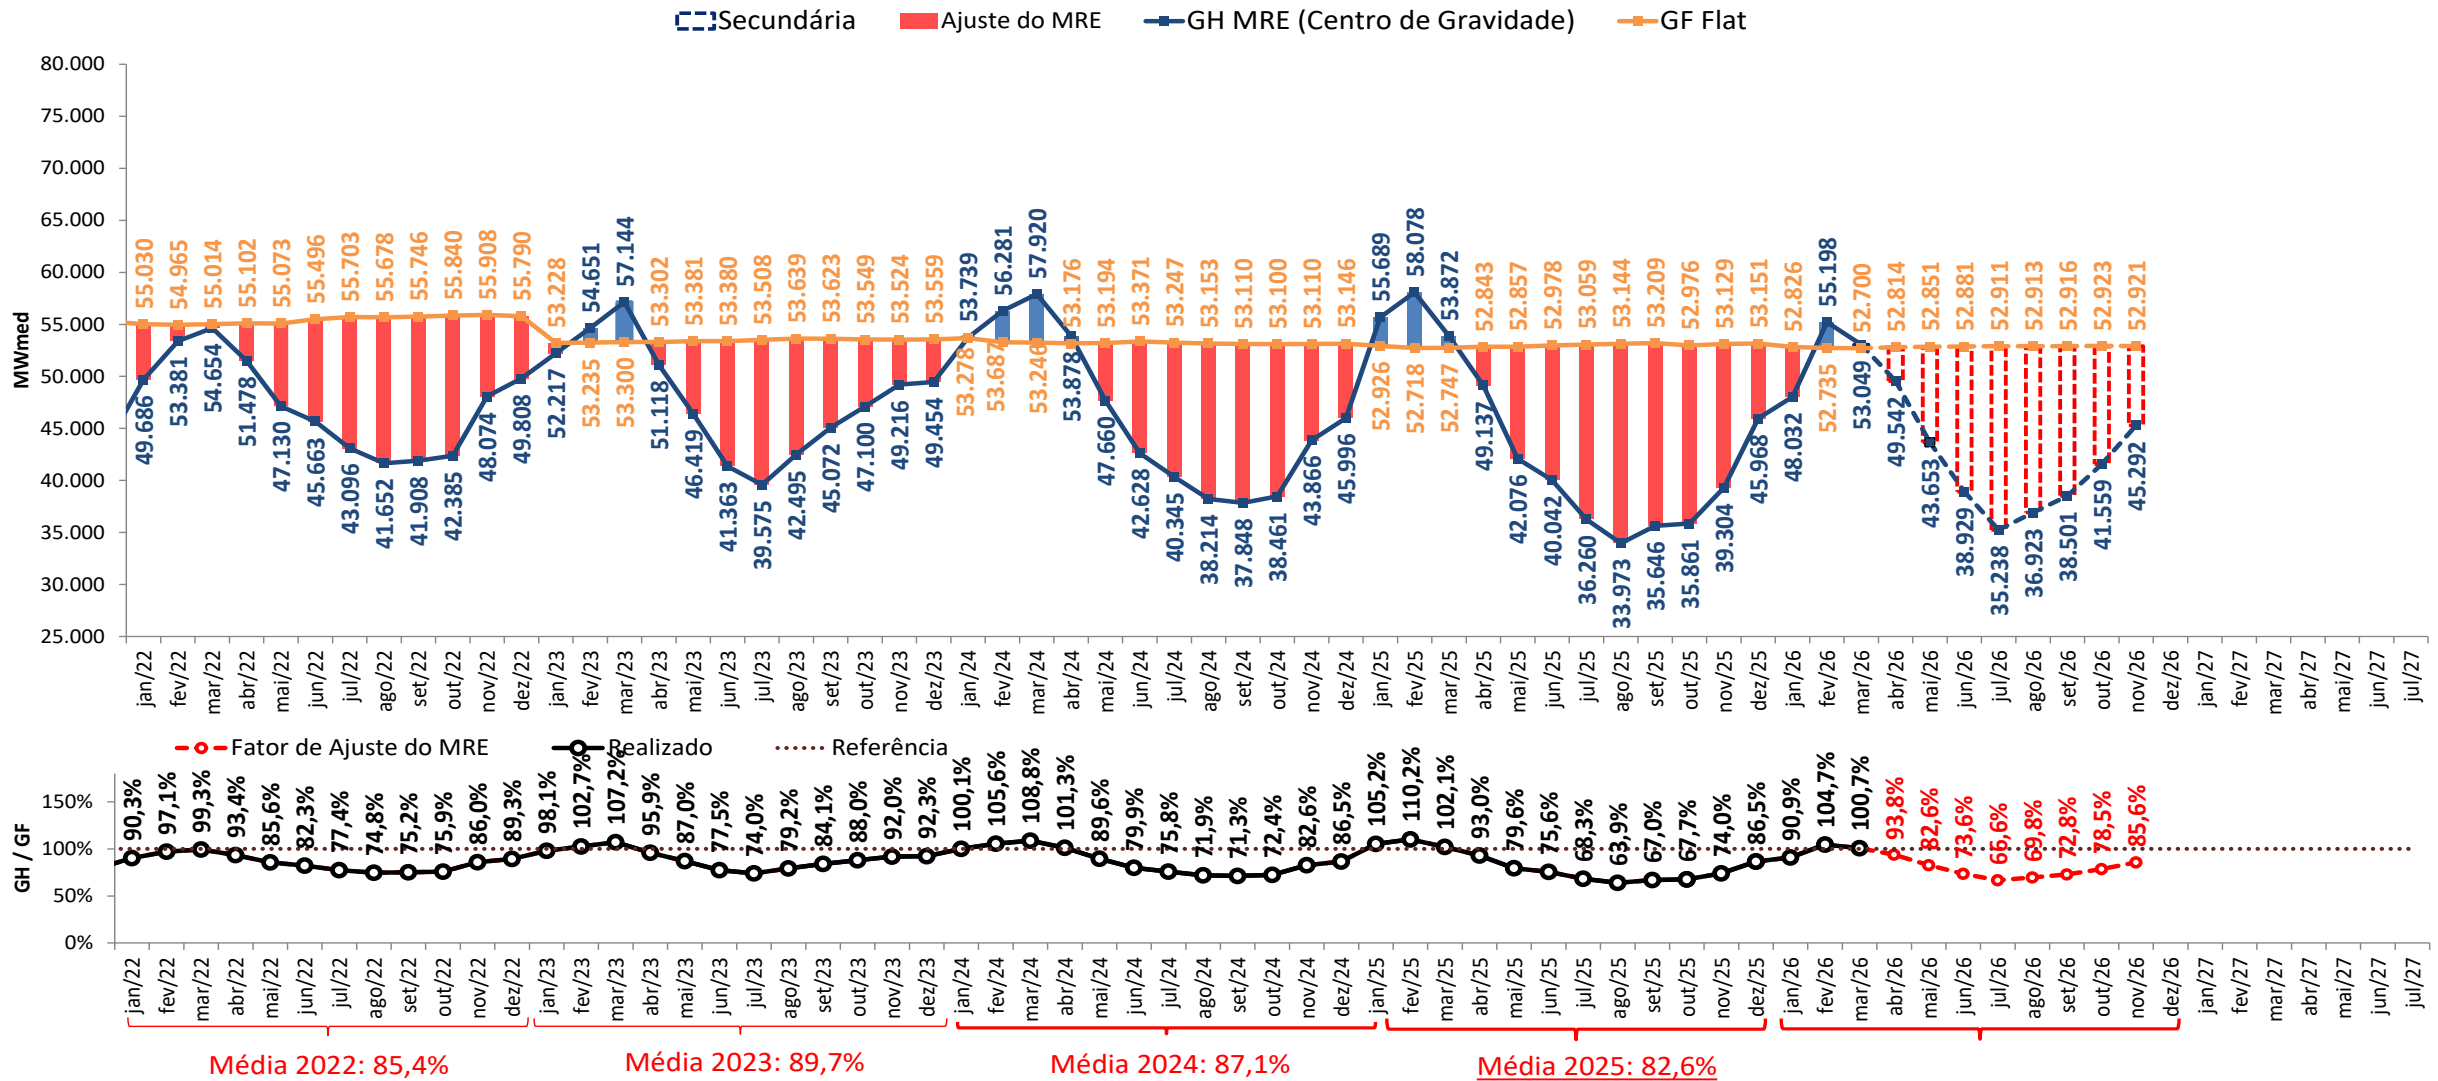 Secundária Ajuste do MRE GH MRE (Centro de Gravidade) GF Flat
MWmed
80.000
75.000
70.000
65.000
60.000
55.000
50.000
45.000
40.000
35.000
30.000
25.000
55.030 54.965 55.014 55.102 55.073 55.496 55.703 55.678 55.746 55.840 55.908 55.790 53.228 53.235 53.300 53.302 53.381 53.380 53.508 53.639 53.623 53.549 53.524 53.559 53.278 53.687 53.246 53.176 53.194 53.371 53.247 53.153 53.110 53.100 53.110 53.146 52.926 52.718 52.747 52.843 52.857 52.978 53.059 53.144 53.209 52.976 53.129 53.151 52.826 52.735 52.700 52.814 52.851 52.881 52.911 52.913 52.916 52.923 52.921
49.686 53.381 54.654 51.478 47.130 45.663 43.096 41.652 41.908 42.385 48.074 49.808 52.217 54.651 57.144 51.118 46.419 41.363 39.575 42.495 45.072 47.100 49.216 49.454 53.739 56.281 57.920 53.878 47.660 42.628 40.345 38.214 37.848 38.461 43.866 45.996 55.689 58.078 53.872 49.137 42.076 40.042 36.260 33.973 35.646 35.861 39.304 45.968 48.032 55.198 53.049 49.542 43.653 38.929 35.238 36.923 38.501 41.559 45.292
jan/22 fev/22 mar/22 abr/22 mai/22 jun/22 jul/22 ago/22 set/22 out/22 nov/22 dez/22 jan/23 fev/23 mar/23 abr/23 mai/23 jun/23 jul/23 ago/23 set/23 out/23 nov/23 dez/23 jan/24 fev/24 mar/24 abr/24 mai/24 jun/24 jul/24 ago/24 set/24 out/24 nov/24 dez/24 jan/25 fev/25 mar/25 abr/25 mai/25 jun/25 jul/25 ago/25 set/25 out/25 nov/25 dez/25 jan/26 fev/26 mar/26 abr/26 mai/26 jun/26 jul/26 ago/26 set/26 out/26 nov/26 dez/26 jan/27 fev/27 mar/27 abr/27 mai/27 jun/27 jul/27
Fator de Ajuste do MRE Realizado Referência
GH / GF
150%
100%
50%
0%
90,3% 97,1% 99,3% 93,4% 85,6% 82,3% 77,4% 74,8% 75,2% 75,9% 86,0% 89,3% 98,1% 102,7% 107,2% 95,9% 87,0% 77,5% 74,0% 79,2% 84,1% 88,0% 92,0% 92,3% 100,1% 105,6% 108,8% 101,3% 89,6% 79,9% 75,8% 71,9% 71,3% 72,4% 82,6% 86,5% 105,2% 110,2% 102,1% 93,0% 79,6% 75,6% 68,3% 63,9% 67,0% 67,7% 74,0% 86,5% 90,9% 104,7% 100,7% 93,8% 82,6% 73,6% 66,6% 69,8% 72,8% 78,5% 85,6%
jan/22 fev/22 mar/22 abr/22 mai/22 jun/22 jul/22 ago/22 set/22 out/22 nov/22 dez/22 jan/23 fev/23 mar/23 abr/23 mai/23 jun/23 jul/23 ago/23 set/23 out/23 nov/23 dez/23 jan/24 fev/24 mar/24 abr/24 mai/24 jun/24 jul/24 ago/24 set/24 out/24 nov/24 dez/24 jan/25 fev/25 mar/25 abr/25 mai/25 jun/25 jul/25 ago/25 set/25 out/25 nov/25 dez/25 jan/26 fev/26 mar/26 abr/26 mai/26 jun/26 jul/26 ago/26 set/26 out/26 nov/26 dez/26 jan/27 fev/27 mar/27 abr/27 mai/27 jun/27 jul/27
Média 2022: 85,4% Média 2023: 89,7% Média 2024: 87,1% Média 2025: 82,6%